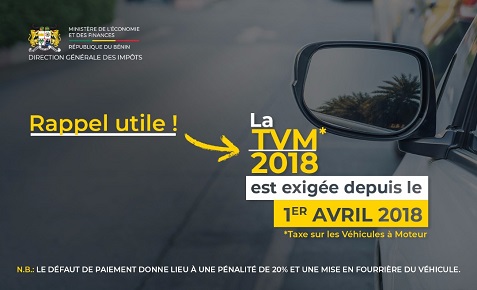 MINISTÈRE DE L'ÉCONOMIE
ET DES FINANCES
RÉPUBLIQUE DU BÉNIN
DIRECTION GÉNÉRALE DES IMPÔTS
Rappel utile !
La
TVM*
2018
est exigée depuis le
1ER AVRIL 2018
*Taxe sur les Véhicules à Moteur
N.B.: LE DÉFAUT DE PAIEMENT DONNE LIEU À UNE PÉNALITÉ DE 20% ET UNE MISE EN FOURRIÈRE DU VÉHICULE.